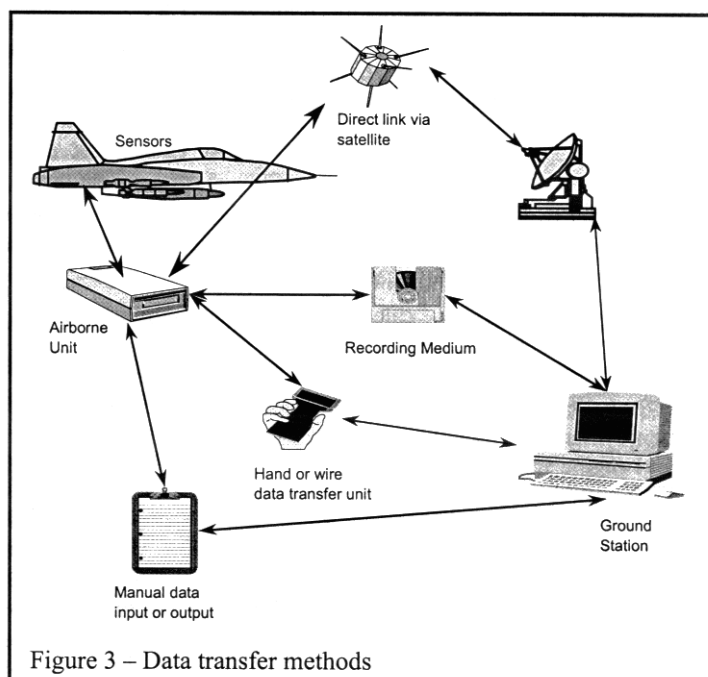 Sensors
Direct link via
satellite
Airborne
Unit
Recording Medium
Hand or wire
data transfer unit
Ground
Station
Manual data
input or output
Figure 3 – Data transfer methods